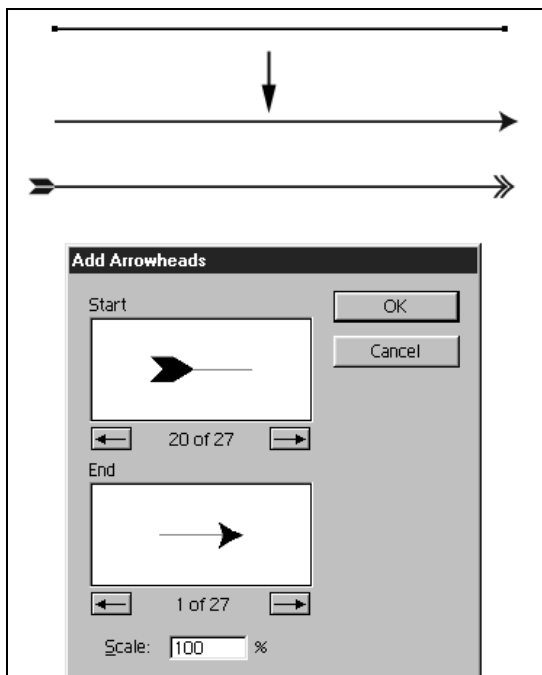 Add Arrowheads
Start
OK
Cancel
20 of 27
End
1 of 27
Scale: 100 %